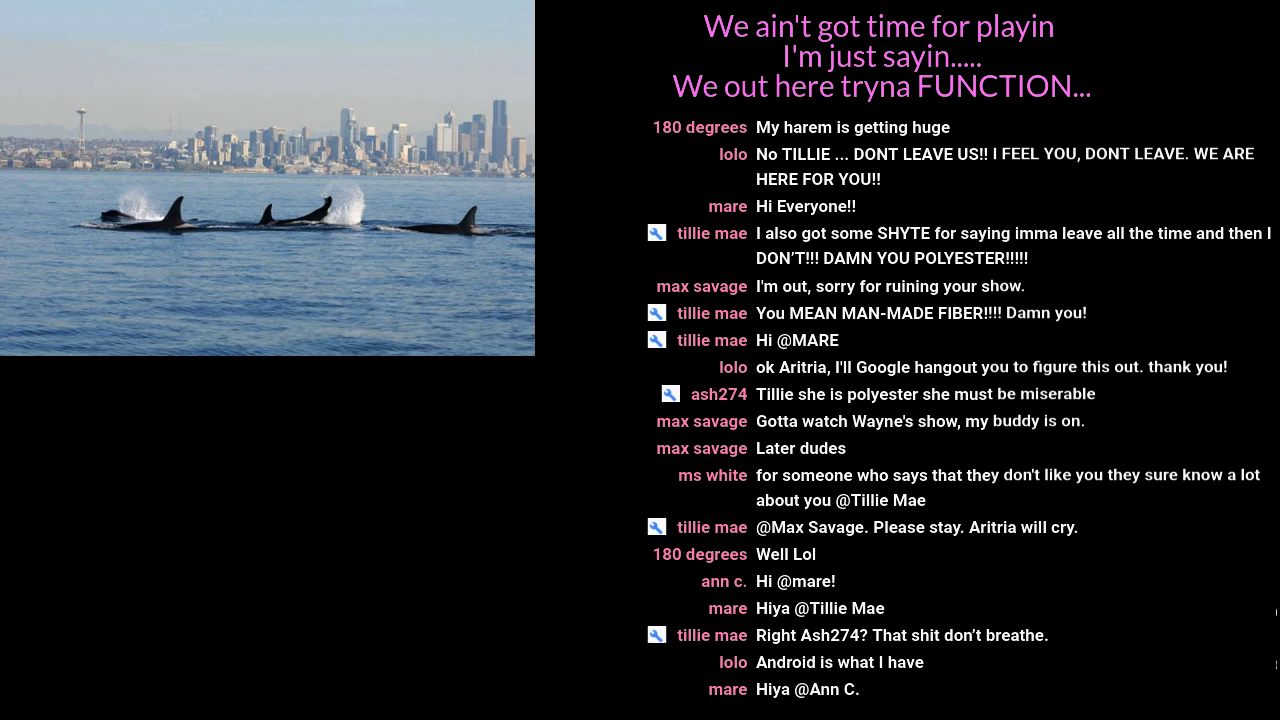 We ain't got time for playin
I'm just sayin.....
We out here tryna FUNCTION...
180 degrees My harem is getting huge
lolo No TILLIE ... DONT LEAVE US!! I FEEL YOU, DONT LEAVE. WE ARE
HERE FOR YOU!!
mare Hi Everyone!!
tillie mae I also got some SHYTE for saying imma leave all the time and then I
DON’T!!! DAMN YOU POLYESTER!!!!!
max savage I'm out, sorry for ruining your show.
tillie mae You MEAN MAN-MADE FIBER!!!! Damn you!
tillie mae Hi @MARE
lolo ok Aritria, I'll Google hangout you to figure this out. thank you!
ash274 Tillie she is polyester she must be miserable
max savage Gotta watch Wayne's show, my buddy is on.
max savage Later dudes
ms white for someone who says that they don't like you they sure know a lot
about you @Tillie Mae
tillie mae @Max Savage. Please stay. Aritria will cry.
180 degrees Well Lol
ann c. Hi @mare!
mare Hiya @Tillie Mae
tillie mae Right Ash274? That shit don’t breathe.
lolo Android is what I have
mare Hiya @Ann C.